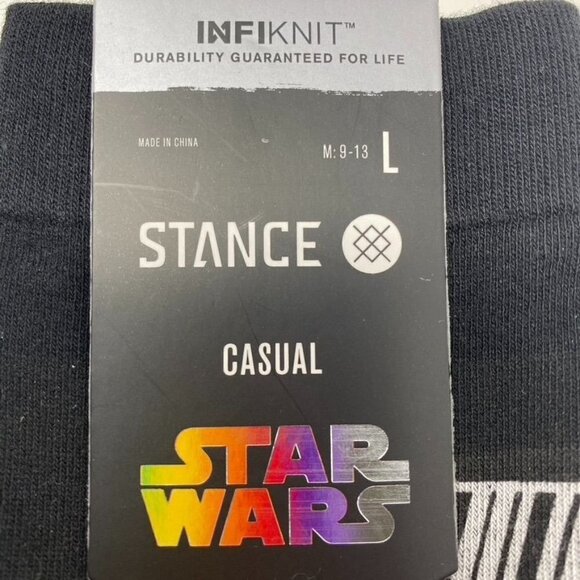 INFIKNIT™
DURABILITY GUARANTEED FOR LIFE
MADE IN CHINA M: 9-13 L
STANCE
CASUAL
STAR
WARS